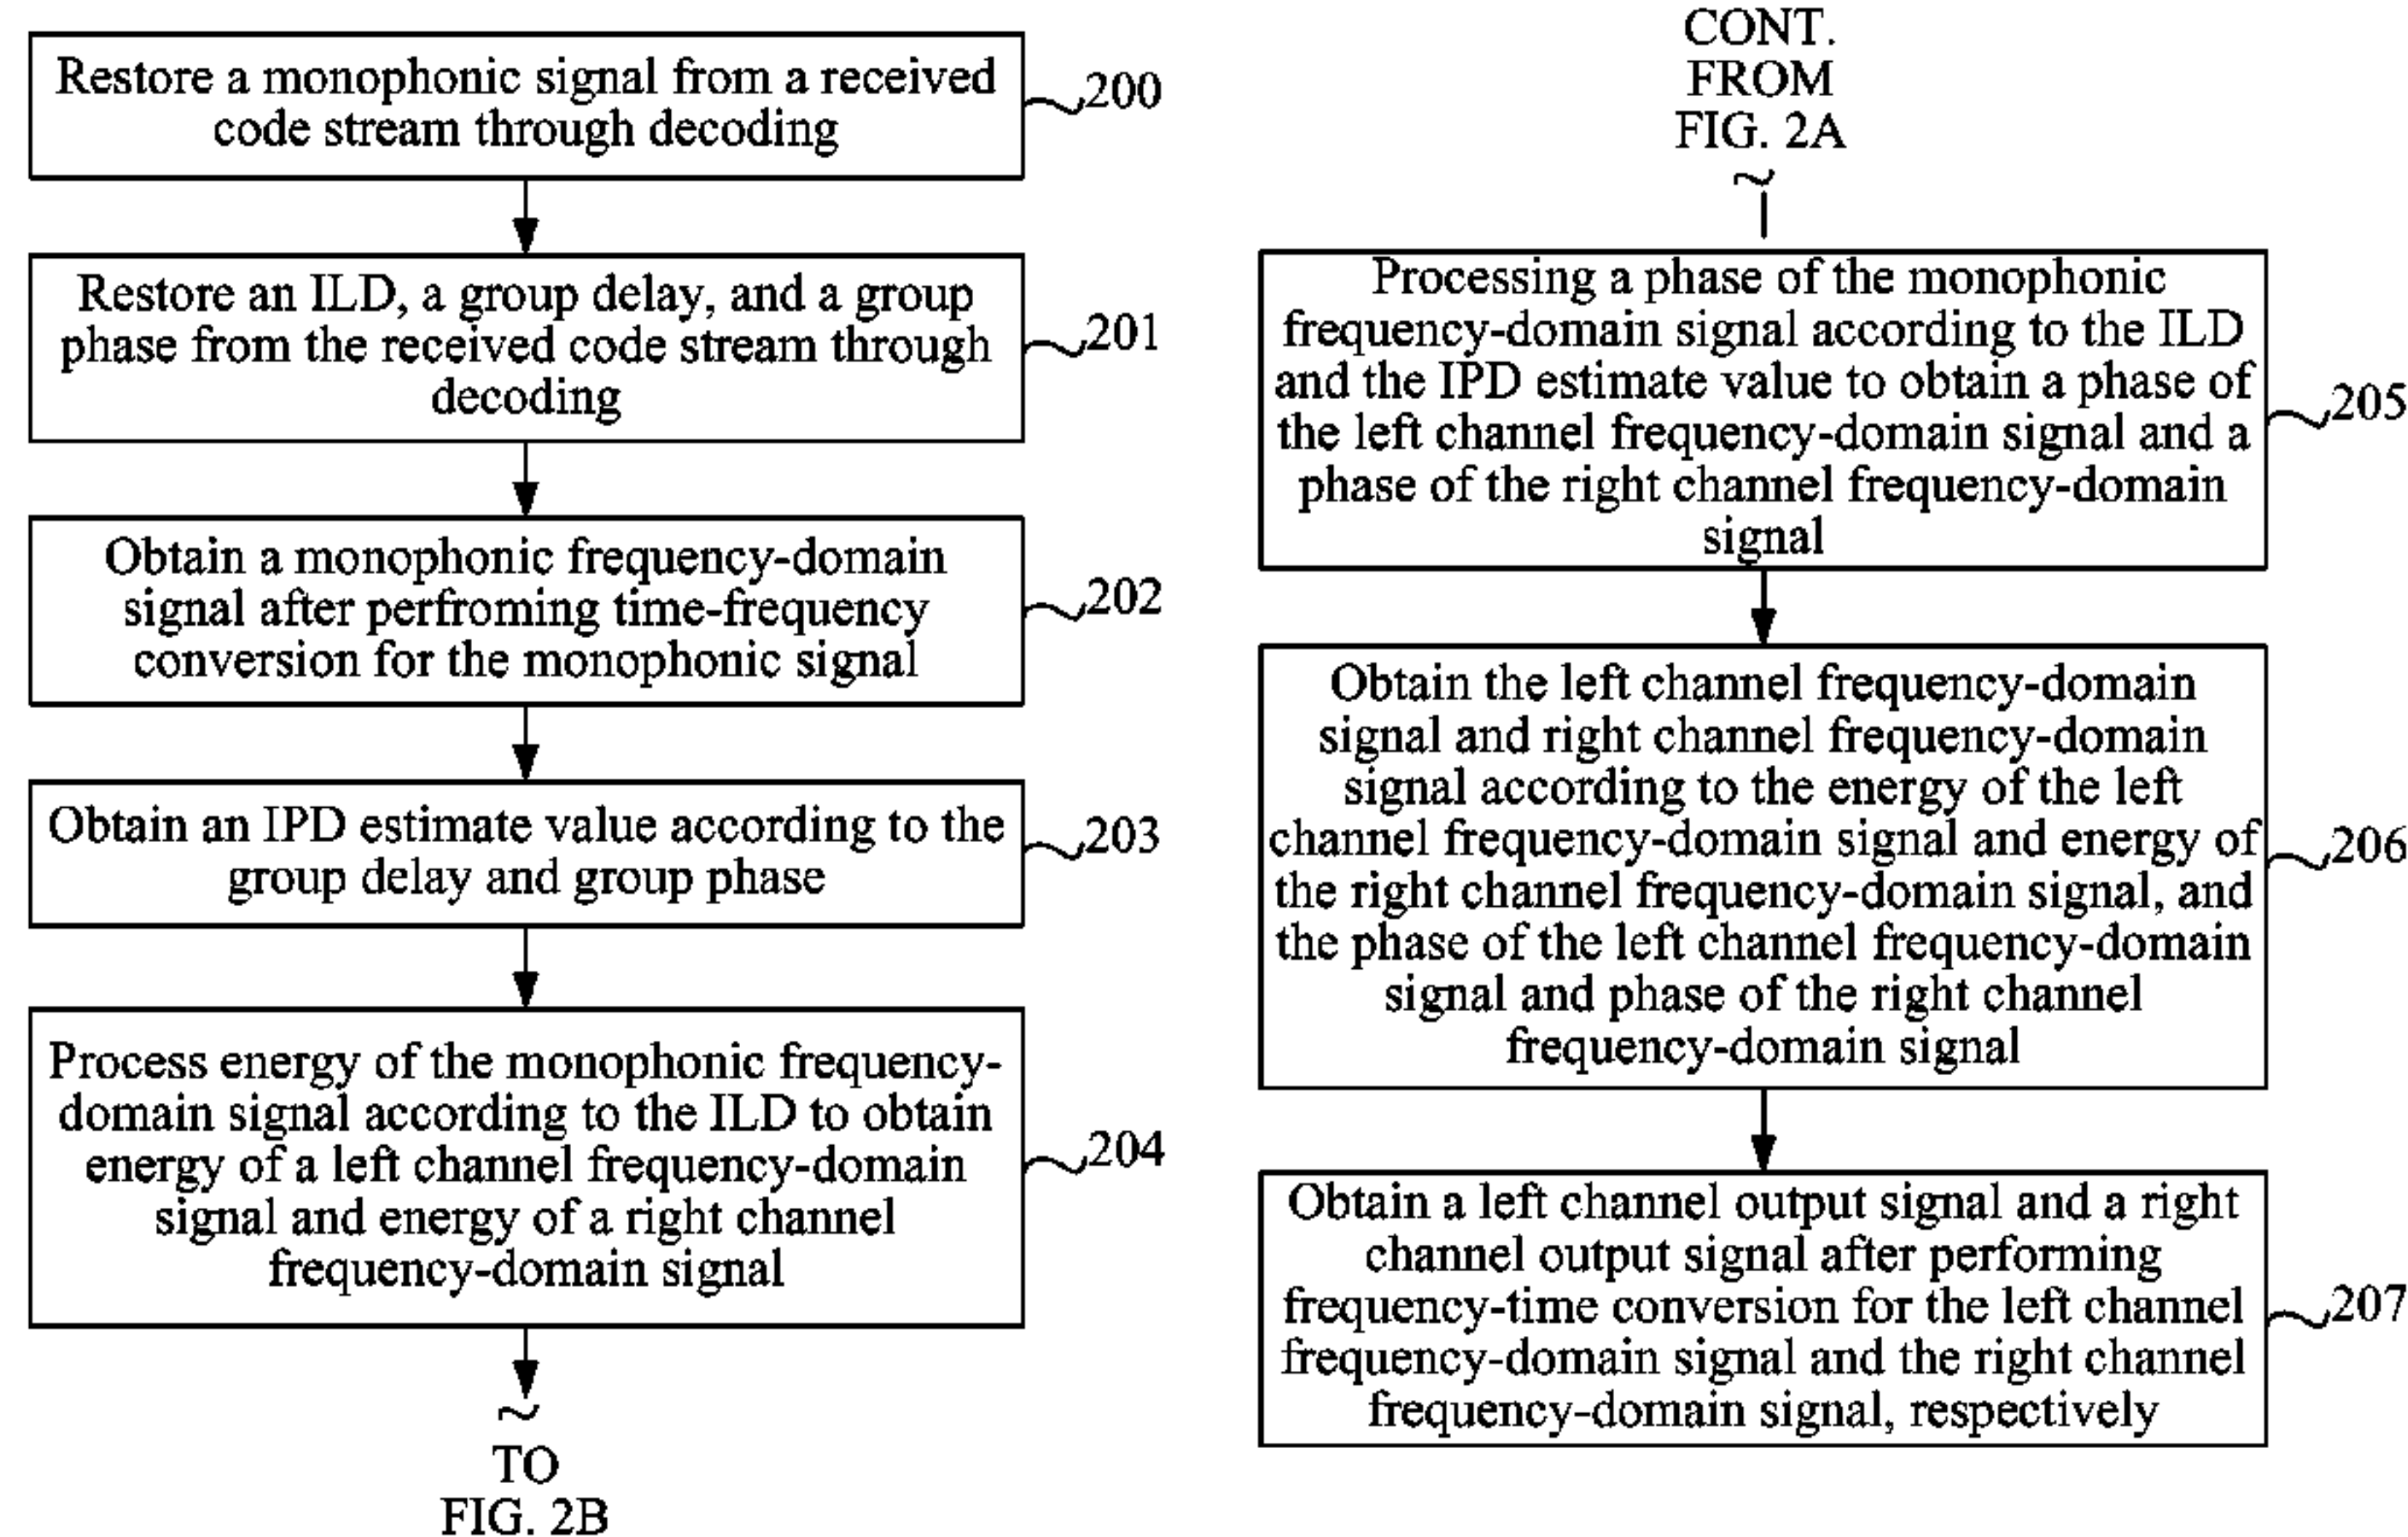 Restore a monophonic signal from a received
code stream through decoding
200
Restore an ILD, a group delay, and a group
phase from the received code stream through
decoding
201
Obtain a monophonic frequency-domain
signal after perfroming time-frequency
conversion for the monophonic signal
202
Obtain an IPD estimate value according to the
group delay and group phase
203
Process energy of the monophonic frequency-
domain signal according to the ILD to obtain
energy of a left channel frequency-domain
signal and energy of a right channel
frequency-domain signal
204
TO
FIG. 2B
CONT.
FROM
FIG. 2A
Processing a phase of the monophonic
frequency-domain signal according to the ILD
and the IPD estimate value to obtain a phase of
the left channel frequency-domain signal and a
phase of the right channel frequency-domain
signal
205
Obtain the left channel frequency-domain
signal and right channel frequency-domain
signal according to the energy of the left
channel frequency-domain signal and energy of
the right channel frequency-domain signal, and
the phase of the left channel frequency-domain
signal and phase of the right channel
frequency-domain signal
206
Obtain a left channel output signal and a right
channel output signal after performing
frequency-time conversion for the left channel
frequency-domain signal and the right channel
frequency-domain signal, respectively
207